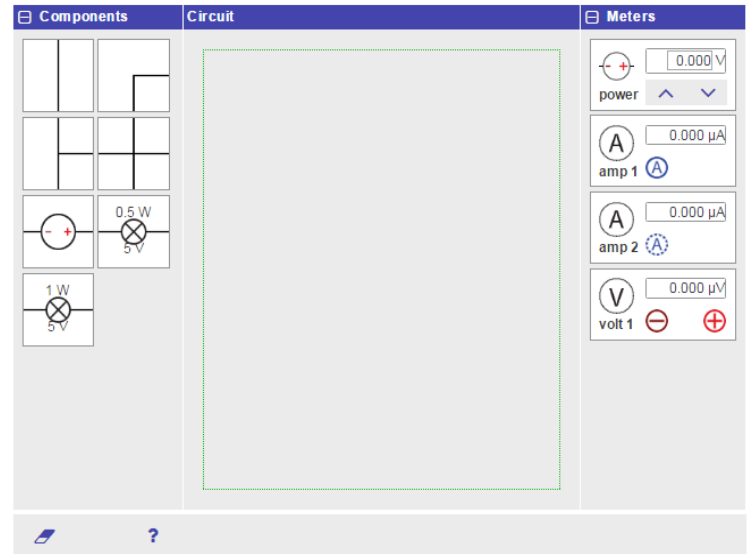 Components
Circuit
Meters
- +
0.000 V
power
A
0.000 µA
amp 1 A
A
0.000 µA
amp 2 A
V
0.000 µV
volt 1
- +
0.5 W
5 V
1 W
5 V
?